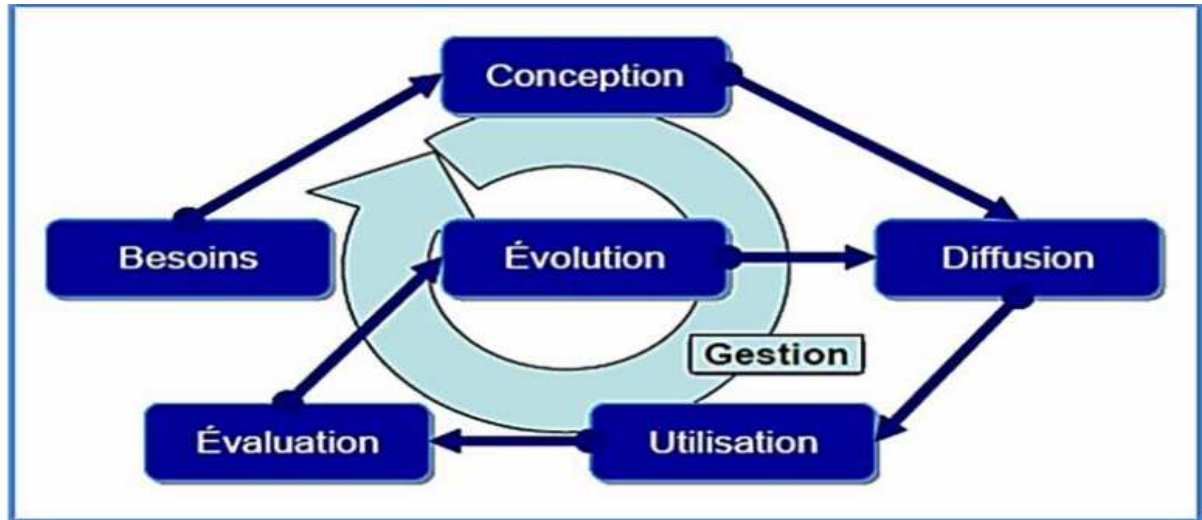 Conception
Besoins
Évolution
Diffusion
Gestion
Évaluation
Utilisation